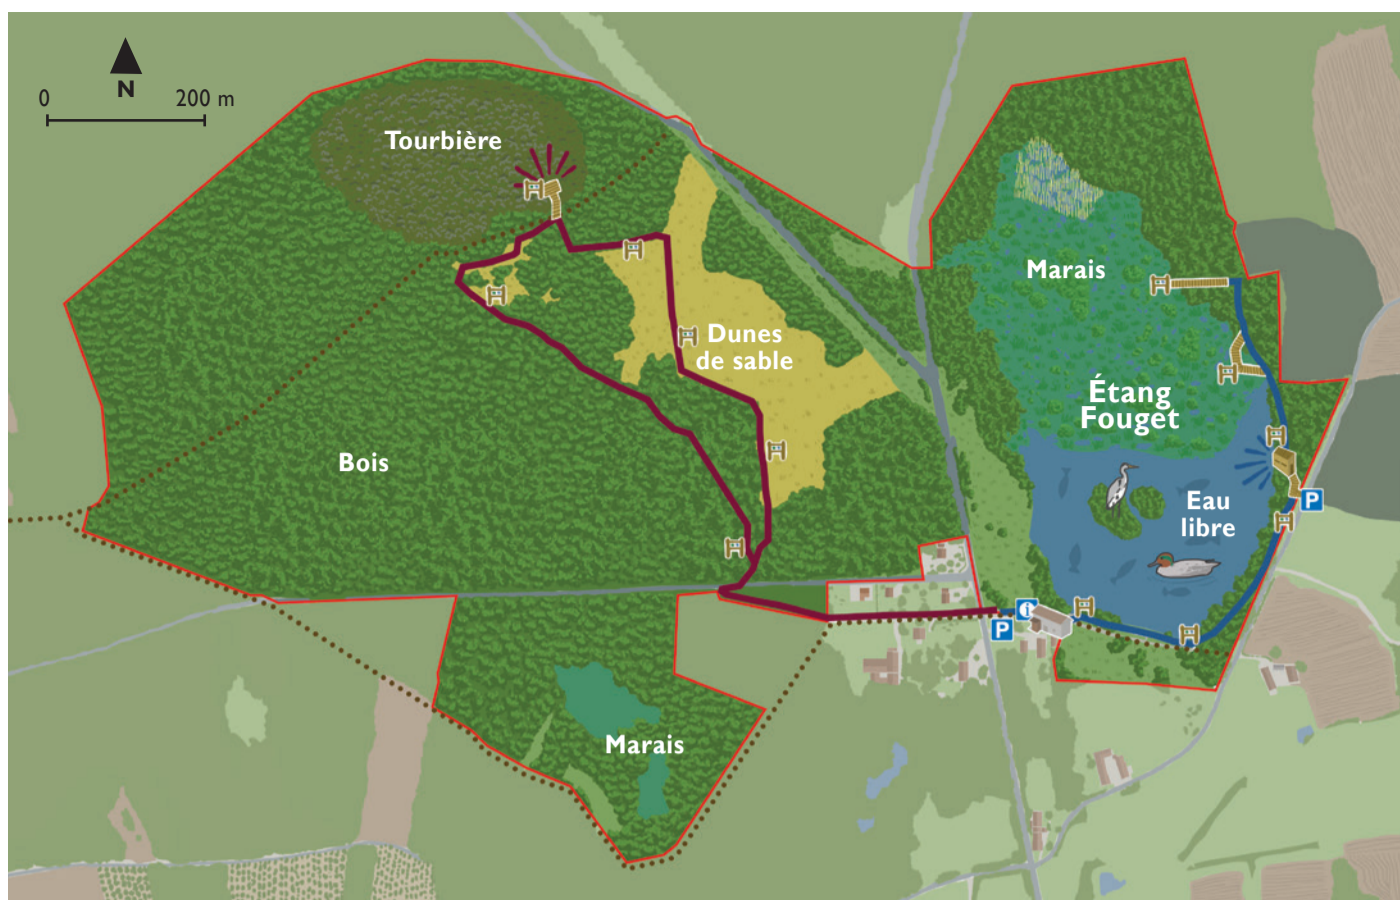 N
0 200 m
Tourbière
Marais
Dunes
de sable
Étang
Fouget
Bois
Eau
libre
P
i
P
Marais